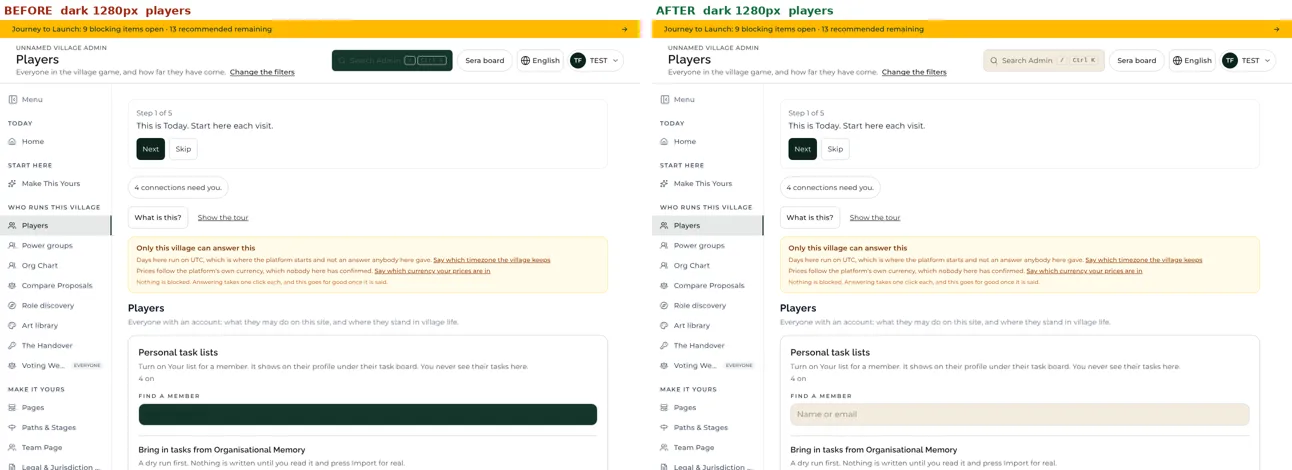 BEFORE dark 1280px players
Journey to Launch: 9 blocking items open · 13 recommended remaining →
UNNAMED VILLAGE ADMIN
Players
Everyone in the village game, and how far they have come. Change the filters
Search Admin / Ctrl K
Sera board
English
TF TEST
Menu
TODAY
Home
START HERE
Make This Yours
WHO RUNS THIS VILLAGE
Players
Power groups
Org Chart
Compare Proposals
Role discovery
Art library
The Handover
Voting We... EVERYONE
MAKE IT YOURS
Pages
Paths & Stages
Team Page
Legal & Jurisdiction ...
Step 1 of 5
This is Today. Start here each visit.
Next Skip
4 connections need you.
What is this? Show the tour
Only this village can answer this
Days here run on UTC, which is where the platform starts and not an answer anybody here gave. Say which timezone the village keeps
Prices follow the platform's own currency, which nobody here has confirmed. Say which currency your prices are in
Nothing is blocked. Answering takes one click each, and this goes for good once it is said.
Players
Everyone with an account: what they may do on this site, and where they stand in village life.
Personal task lists
Turn on Your list for a member. It shows on their profile under their task board. You never see their tasks here.
4 on
FIND A MEMBER
Bring in tasks from Organisational Memory
A dry run first. Nothing is written until you read it and press Import for real.
AFTER dark 1280px players
Journey to Launch: 9 blocking items open · 13 recommended remaining →
UNNAMED VILLAGE ADMIN
Players
Everyone in the village game, and how far they have come. Change the filters
Search Admin / Ctrl K
Sera board
English
TF TEST
Menu
TODAY
Home
START HERE
Make This Yours
WHO RUNS THIS VILLAGE
Players
Power groups
Org Chart
Compare Proposals
Role discovery
Art library
The Handover
Voting We... EVERYONE
MAKE IT YOURS
Pages
Paths & Stages
Team Page
Legal & Jurisdiction ...
Step 1 of 5
This is Today. Start here each visit.
Next Skip
4 connections need you.
What is this? Show the tour
Only this village can answer this
Days here run on UTC, which is where the platform starts and not an answer anybody here gave. Say which timezone the village keeps
Prices follow the platform's own currency, which nobody here has confirmed. Say which currency your prices are in
Nothing is blocked. Answering takes one click each, and this goes for good once it is said.
Players
Everyone with an account: what they may do on this site, and where they stand in village life.
Personal task lists
Turn on Your list for a member. It shows on their profile under their task board. You never see their tasks here.
4 on
FIND A MEMBER
Name or email
Bring in tasks from Organisational Memory
A dry run first. Nothing is written until you read it and press Import for real.